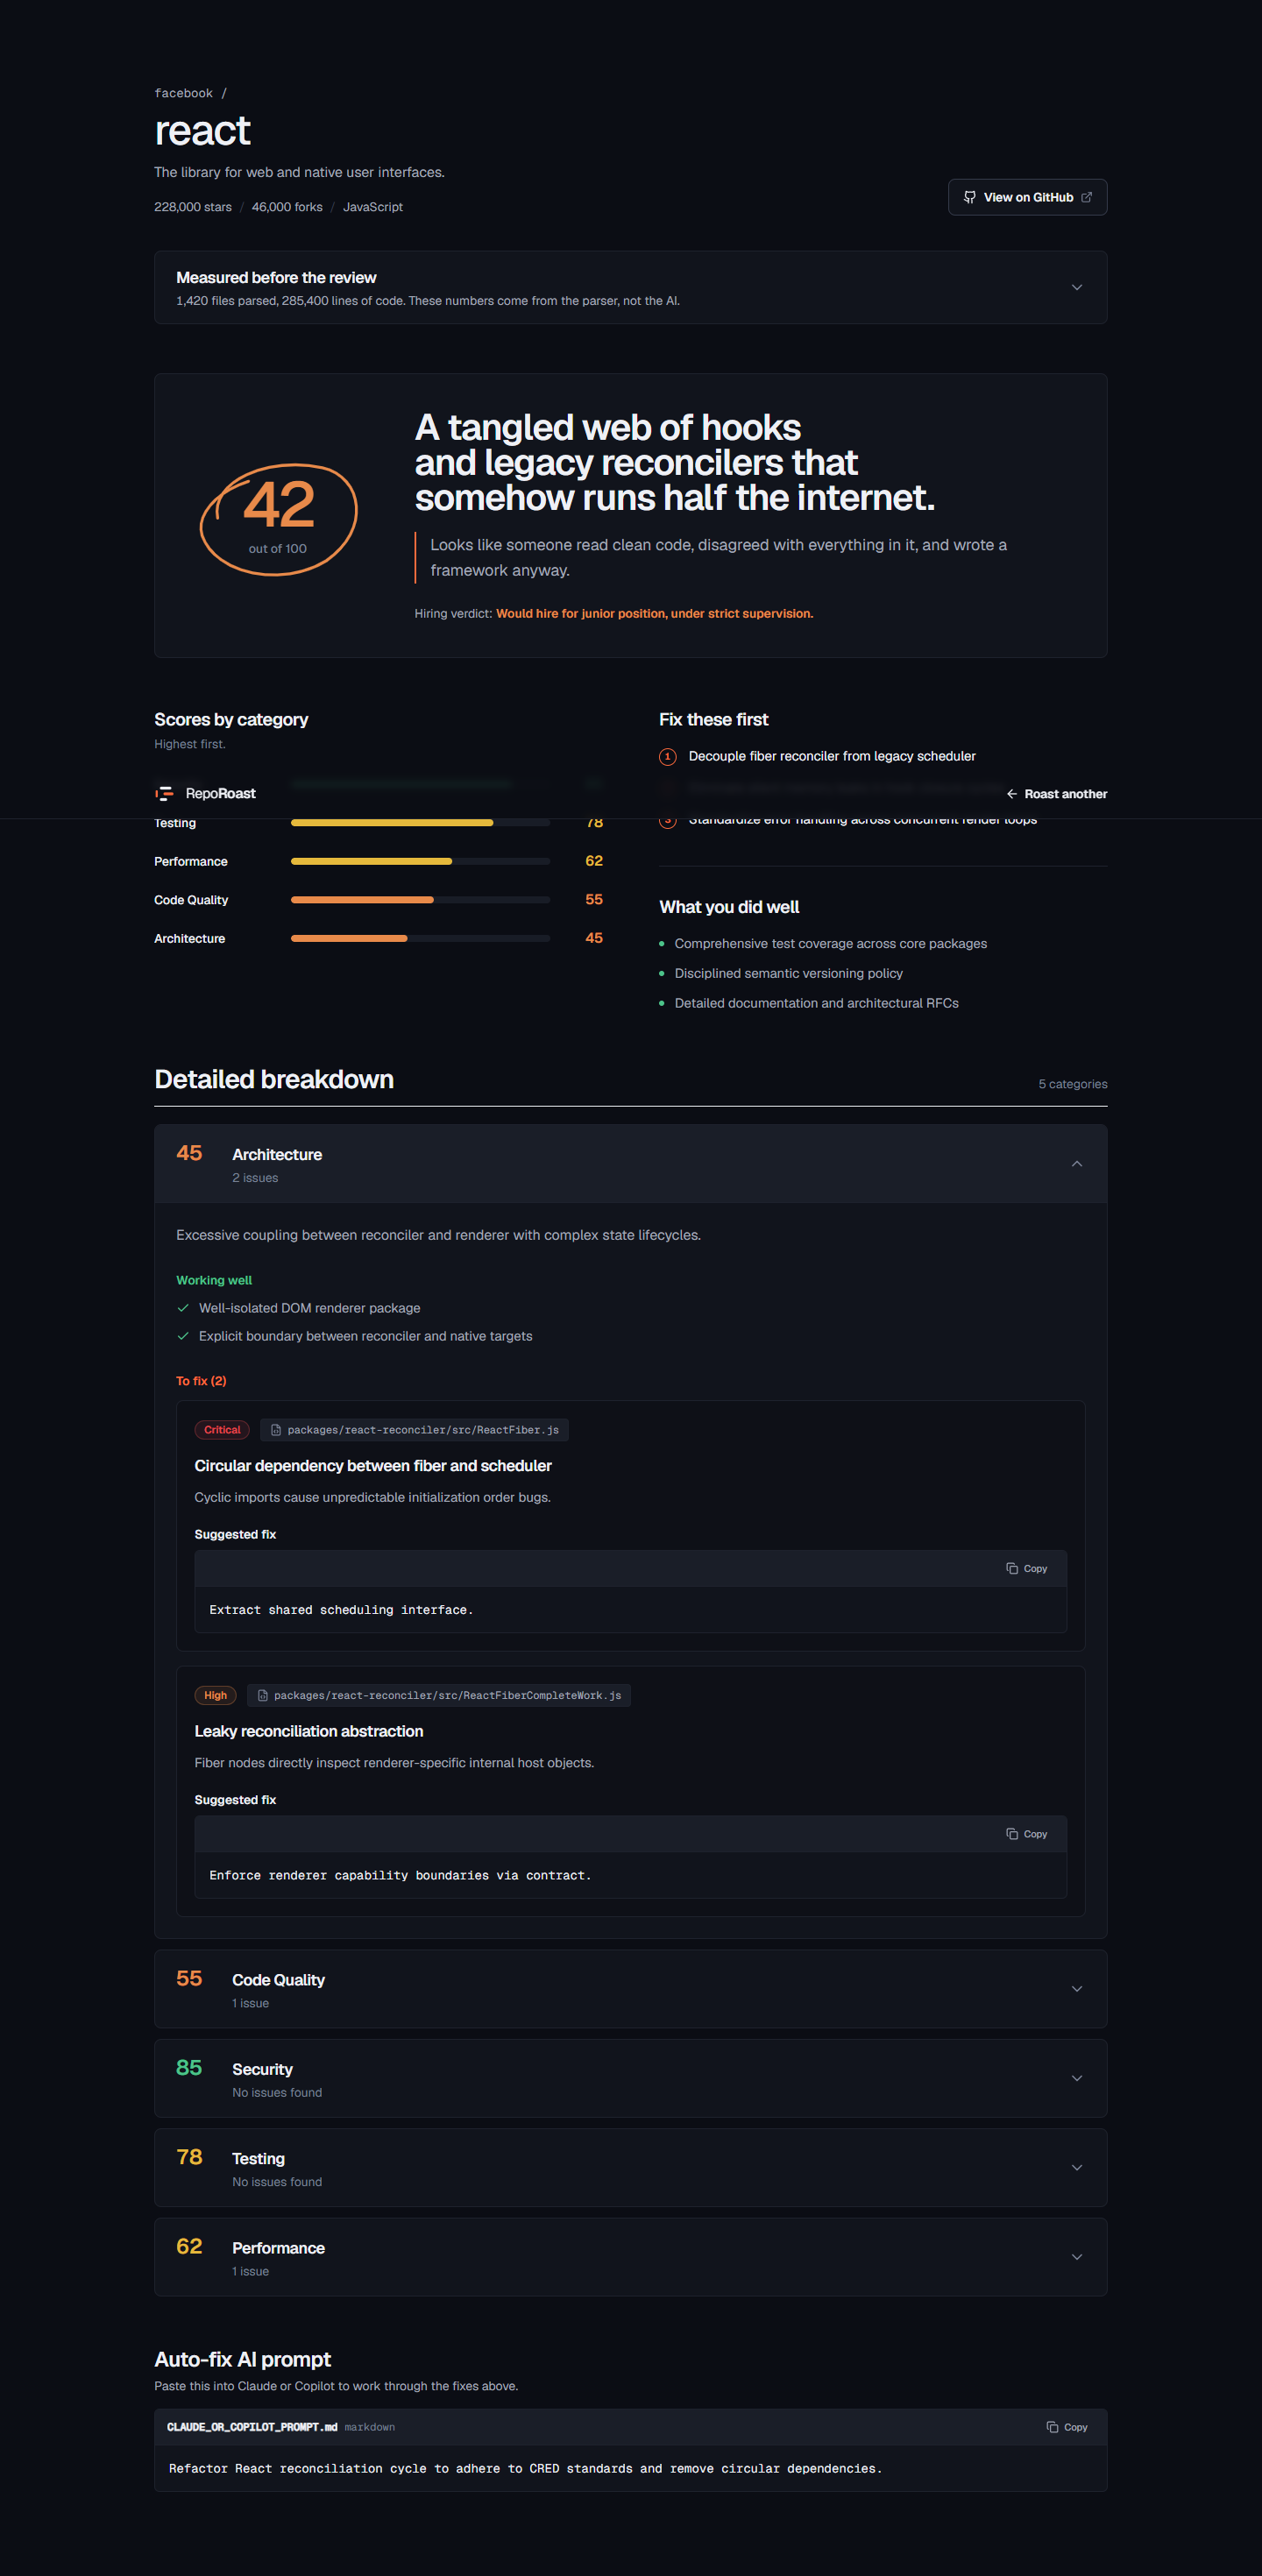 facebook /
react
The library for web and native user interfaces.
228,000 stars / 46,000 forks / JavaScript
View on GitHub
Measured before the review
1,420 files parsed, 285,400 lines of code. These numbers come from the parser, not the AI.
42
out of 100
A tangled web of hooks
and legacy reconcilers that
somehow runs half the internet.
Looks like someone read clean code, disagreed with everything in it, and wrote a
framework anyway.
Hiring verdict: Would hire for junior position, under strict supervision.
Scores by category
Highest first.
RepoRoast
Testing 78
Performance 62
Code Quality 55
Architecture 45
Fix these first
1 Decouple fiber reconciler from legacy scheduler
Roast another
3 Standardize error handling across concurrent render loops
What you did well
Comprehensive test coverage across core packages
Disciplined semantic versioning policy
Detailed documentation and architectural RFCs
Detailed breakdown
5 categories
45 Architecture
2 issues
Excessive coupling between reconciler and renderer with complex state lifecycles.
Working well
Well-isolated DOM renderer package
Explicit boundary between reconciler and native targets
To fix (2)
Critical packages/react-reconciler/src/ReactFiber.js
Circular dependency between fiber and scheduler
Cyclic imports cause unpredictable initialization order bugs.
Suggested fix
Copy
Extract shared scheduling interface.
High packages/react-reconciler/src/ReactFiberCompleteWork.js
Leaky reconciliation abstraction
Fiber nodes directly inspect renderer-specific internal host objects.
Suggested fix
Copy
Enforce renderer capability boundaries via contract.
55 Code Quality
1 issue
85 Security
No issues found
78 Testing
No issues found
62 Performance
1 issue
Auto-fix AI prompt
Paste this into Claude or Copilot to work through the fixes above.
CLAUDE_OR_COPILOT_PROMPT.md markdown
Copy
Refactor React reconciliation cycle to adhere to CRED standards and remove circular dependencies.